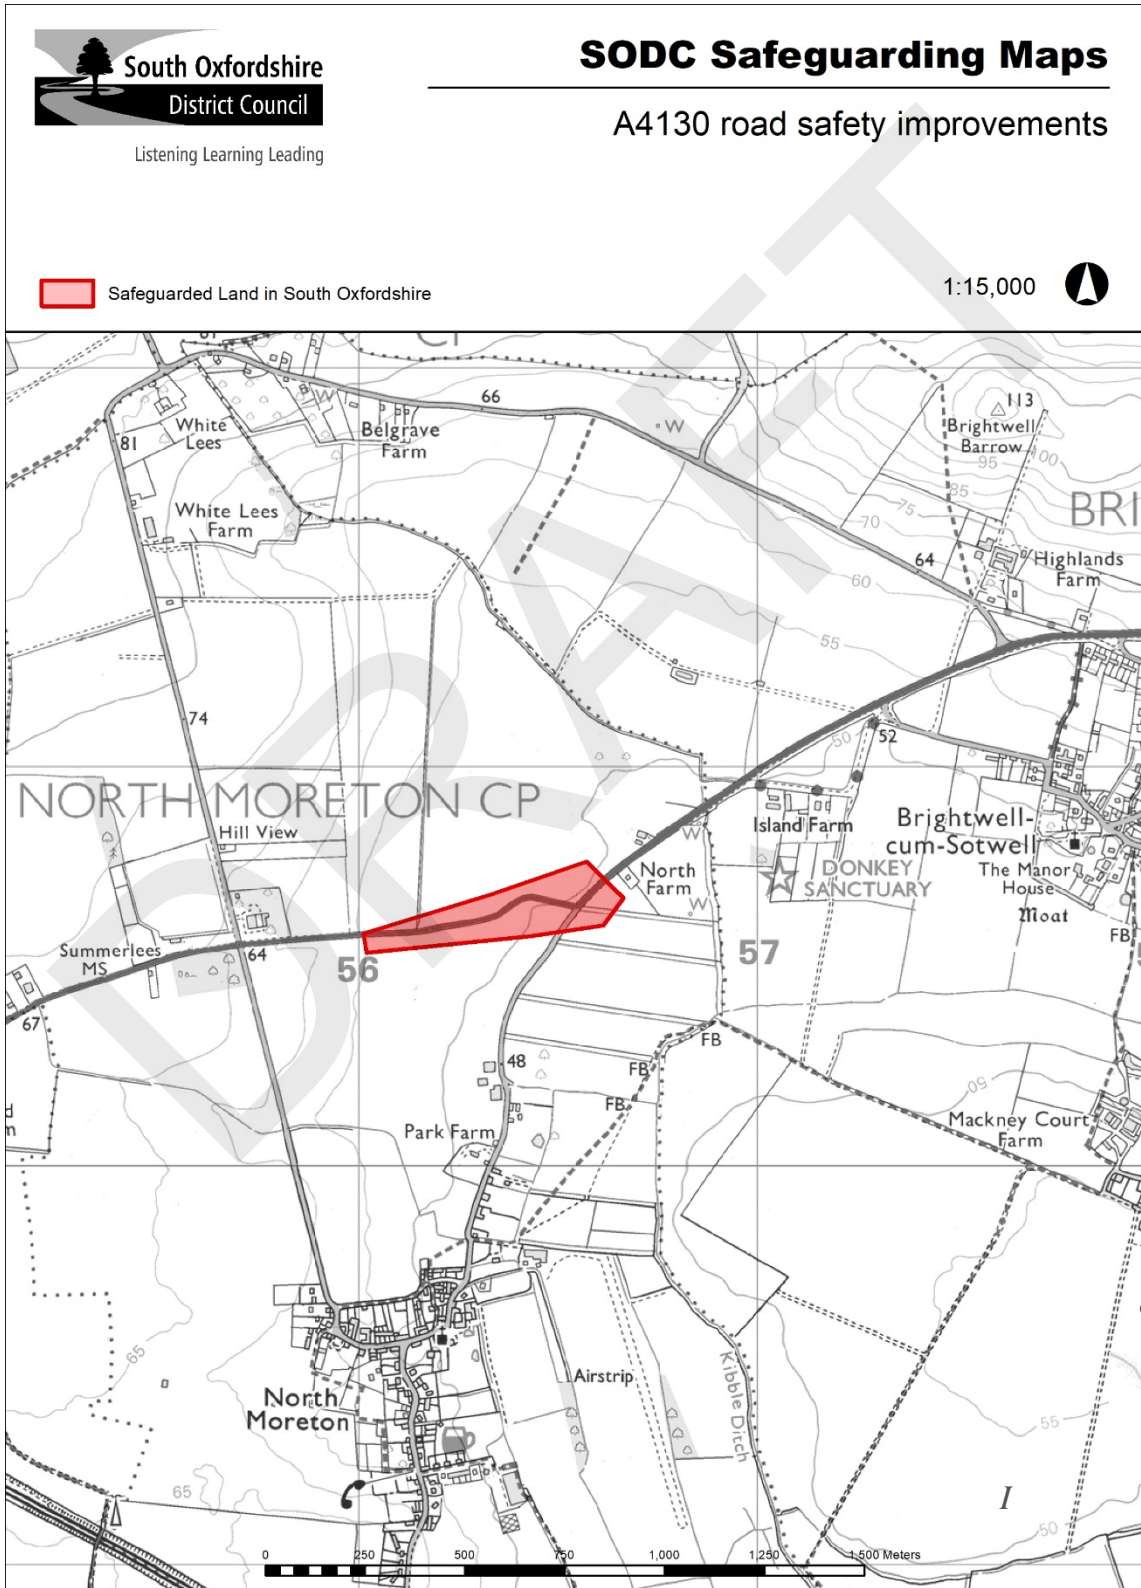 South Oxfordshire
District Council
Listening Learning Leading
SODC Safeguarding Maps
A4130 road safety improvements
Safeguarded Land in South Oxfordshire
1:15,000
DRAFT
CP
66
W
W
113
Brightwell
Barrow
100
95
85
75
70
White
Lees
81
Belgrave
Farm
White Lees
Farm
BRI
Highlands
Farm
64
60
55
74
50
52
NORTH MORETON CP
Hill View
Island Farm
Brightwell-
cum-Sotwell
W
North
Farm
W
DONKEY
SANCTUARY
The Manor
House
Moat
FB
Summerlees
MS
64
56
57
67
48
FB
FB
FB
50
Park Farm
Mackney Court
Farm
65
Airstrip
Kibble Ditch
North
Moreton
55
65
I
50
0 250 500 750 1,000 1,250 1,500 Meters